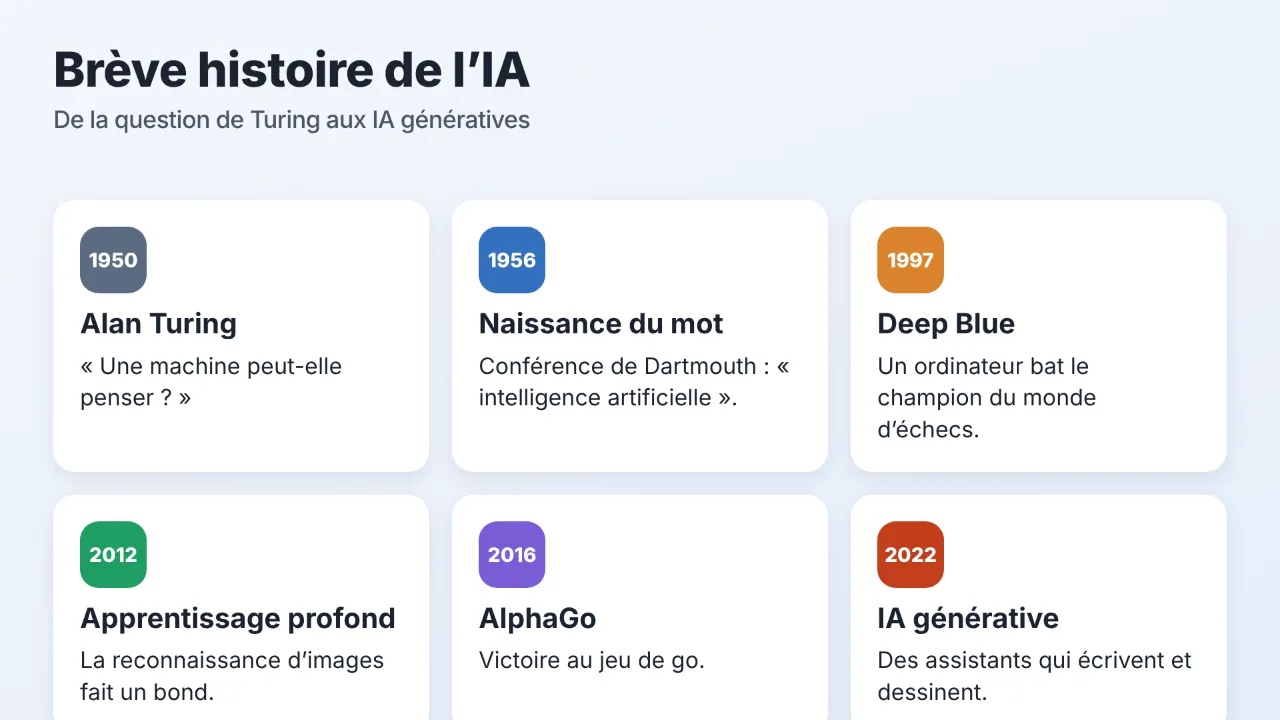 Brève histoire de l’IA
De la question de Turing aux IA génératives
1950
Alan Turing
« Une machine peut-elle
penser ? »
1956
Naissance du mot
Conférence de Dartmouth : «
intelligence artificielle ».
1997
Deep Blue
Un ordinateur bat le
champion du monde
d’échecs.
2012
Apprentissage profond
La reconnaissance d’images
fait un bond.
2016
AlphaGo
Victoire au jeu de go.
2022
IA générative
Des assistants qui écrivent et
dessinent.